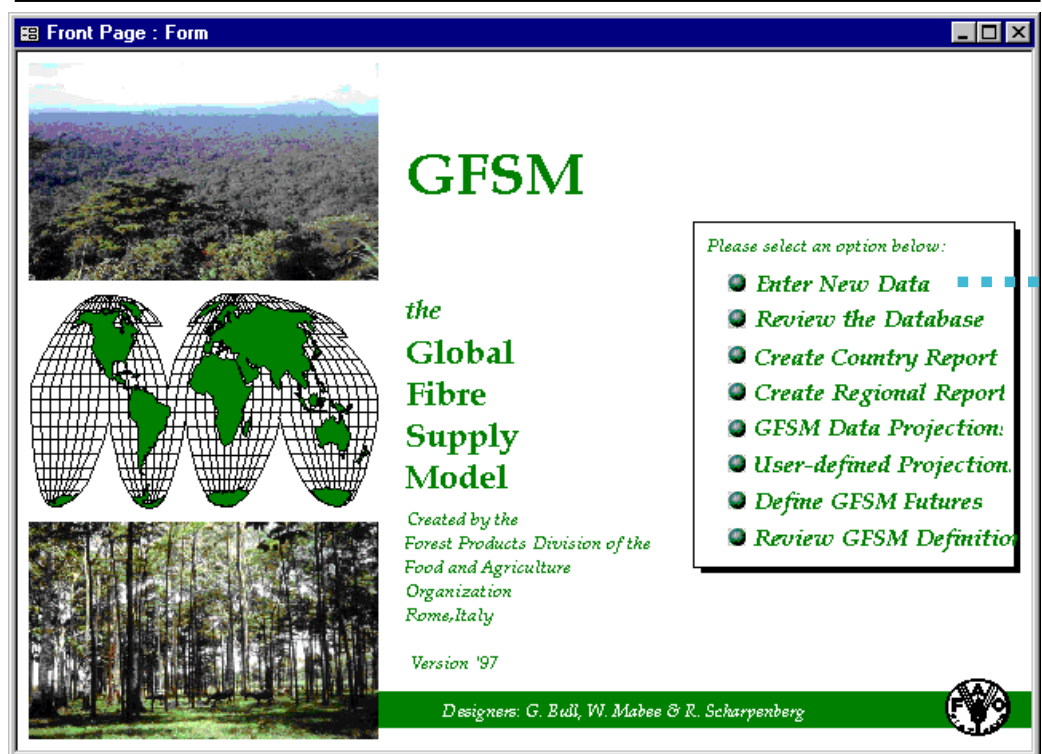 Front Page : Form
GFSM
the
Global
Fibre
Supply
Model
Created by the
Forest Products Division of the
Food and Agriculture
Organization
Rome,Italy
Version '97
Please select an option below:
Enter New Data
Review the Database
Create Country Report
Create Regional Report
GFSM Data Projections
User-defined Projection.
Define GFSM Futures
Review GFSM Definitio
Designers: G. Bull, W. Mabee & R. Scharpenberg
FAO